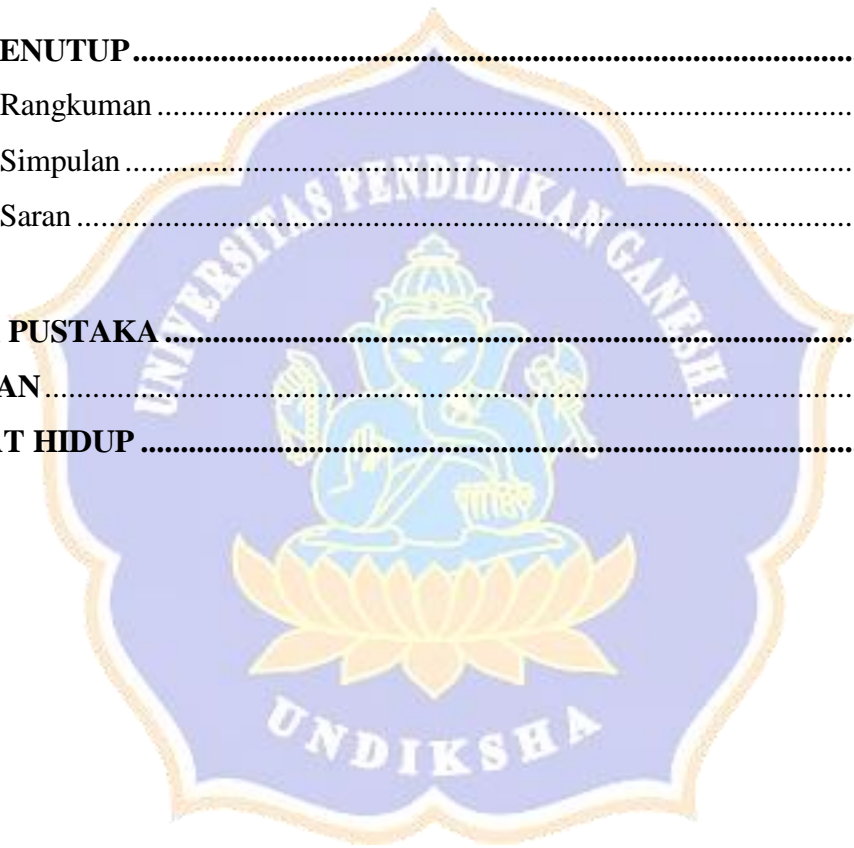 ENUTUP..........................................................................................
Rangkuman.......................................................................................
Simpulan...........................................................................................
Saran.................................................................................................
PUSTAKA......................................................................................
AN.....................................................................................................
T HIDUP.........................................................................................
UNIVERSITAS PENDIDIKAN GANESHA
UNDIKSHA